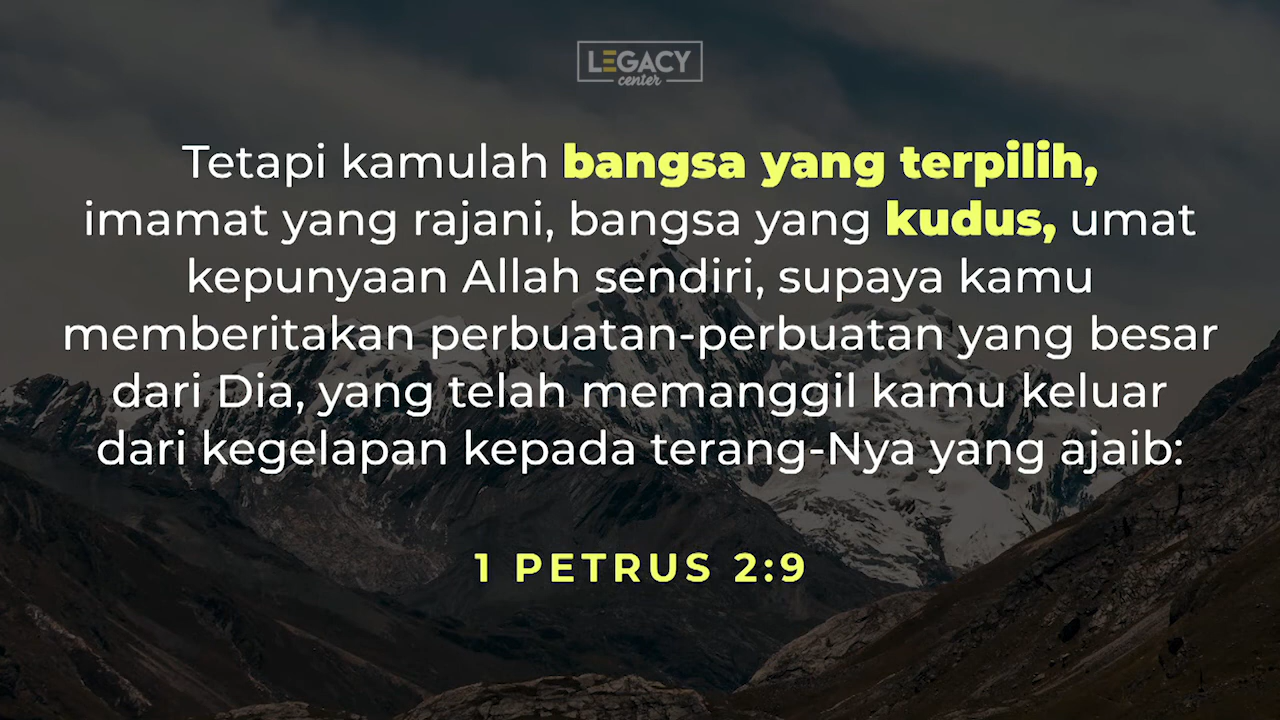 LEGACY
center
Tetapi kamulah bangsa yang terpilih,
imamat yang rajani, bangsa yang kudus, umat
kepunyaan Allah sendiri, supaya kamu
memberitakan perbuatan-perbuatan yang besar
dari Dia, yang telah memanggil kamu keluar
dari kegelapan kepada terang-Nya yang ajaib:
1 PETRUS 2:9